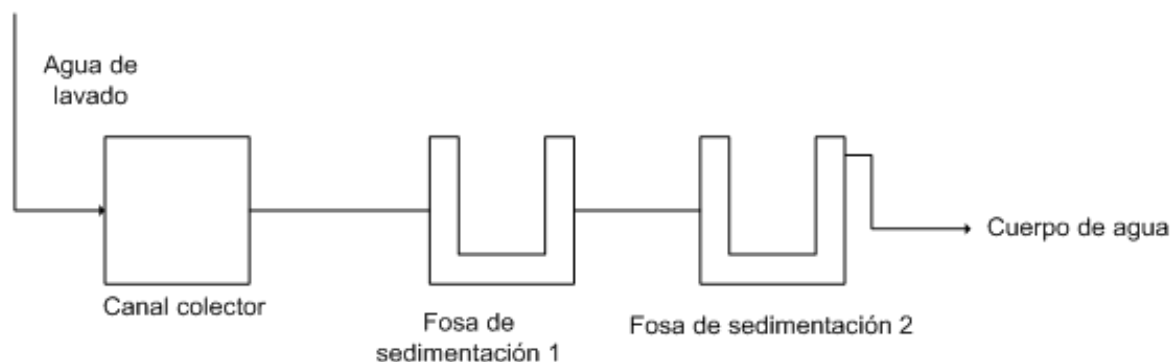 Agua de
lavado
Canal colector
Fosa de
sedimentación 1
Fosa de sedimentación 2
Cuerpo de agua